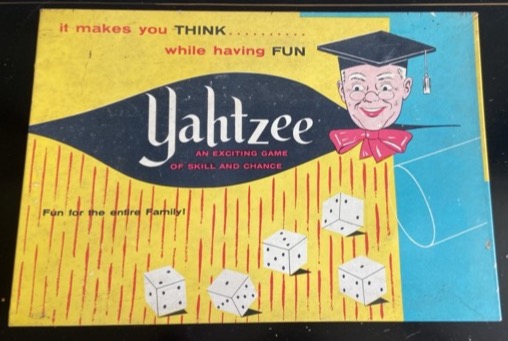 it makes you THINK..........
while having FUN
Yahtzee
AN EXCITING GAME
OF SKILL AND CHANCE
Fun for the entire Family!